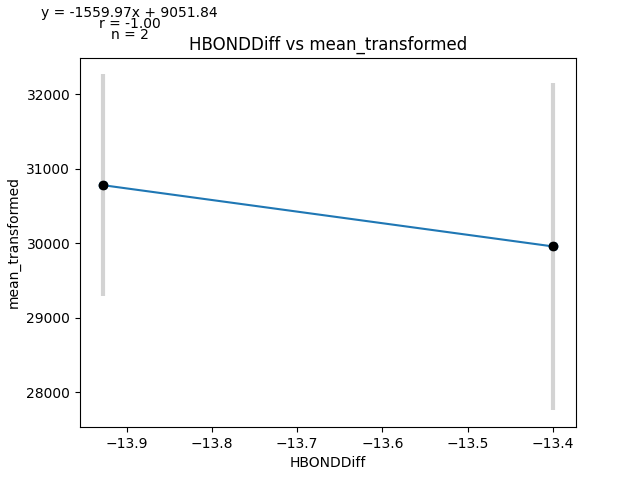 y = -1559.97x + 9051.84
r = -1.00
n = 2
HBONDDiff vs mean_transformed
32000
31000
30000
29000
28000
mean_transformed
−13.9 −13.8 −13.7 −13.6 −13.5 −13.4
HBONDDiff